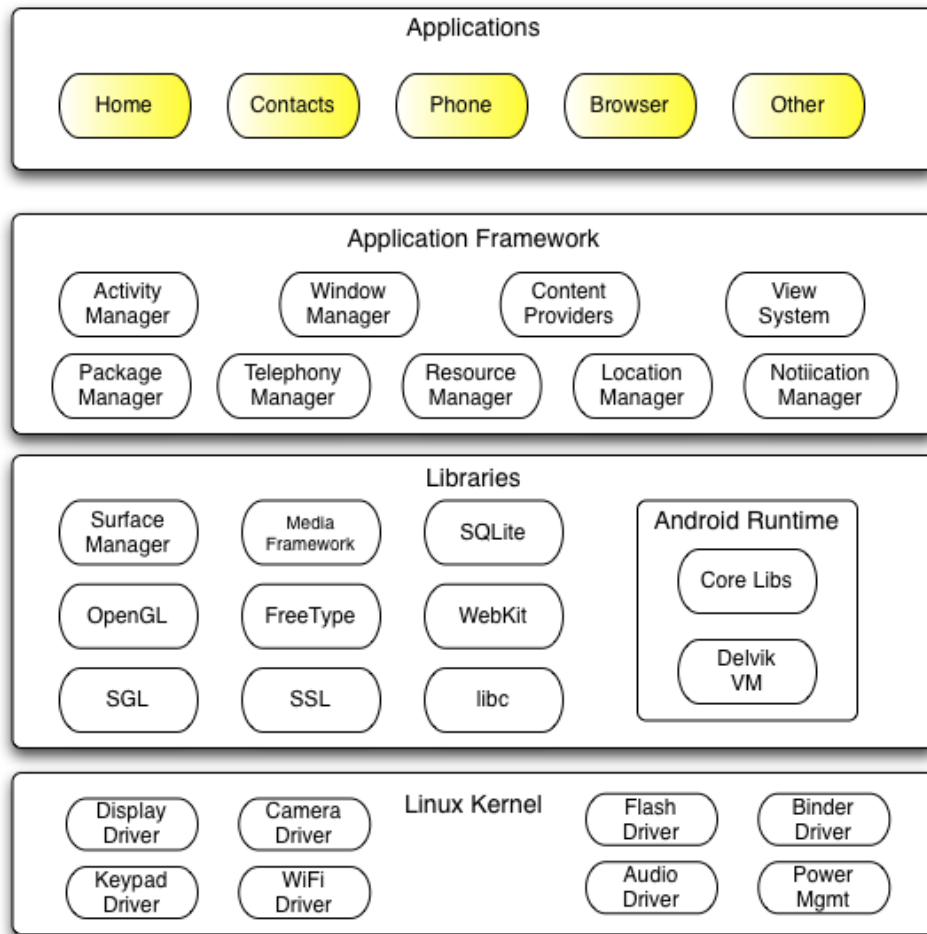 Applications
Home
Contacts
Phone
Browser
Other
Application Framework
Activity
Manager
Window
Manager
Content
Providers
View
System
Package
Manager
Telephony
Manager
Resource
Manager
Location
Manager
Notiication
Manager
Libraries
Surface
Manager
Media
Framework
SQLite
OpenGL
FreeType
WebKit
SGL
SSL
libc
Android Runtime
Core Libs
Delvik
VM
Linux Kernel
Display
Driver
Camera
Driver
Flash
Driver
Binder
Driver
Keypad
Driver
WiFi
Driver
Audio
Driver
Power
Mgmt